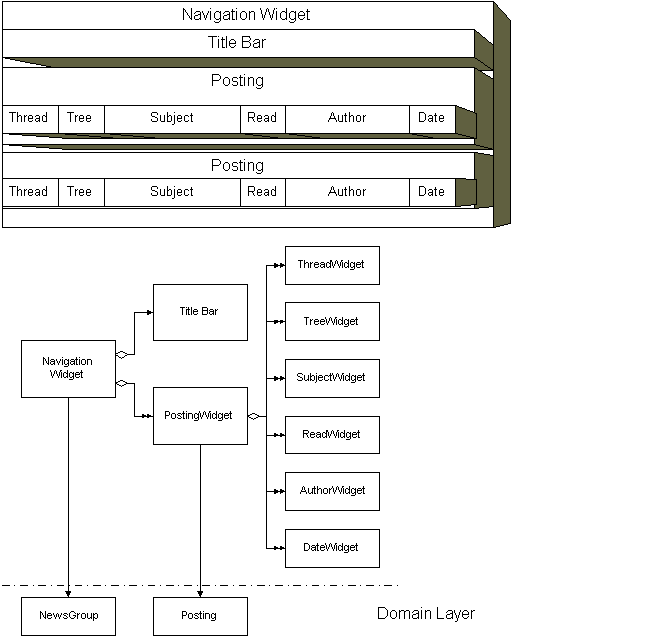 Navigation Widget
Title Bar
Posting
Thread Tree Subject Read Author Date
Posting
Thread Tree Subject Read Author Date
ThreadWidget
Title Bar
TreeWidget
Navigation
Widget
SubjectWidget
PostingWidget
ReadWidget
AuthorWidget
DateWidget
NewsGroup Posting Domain Layer